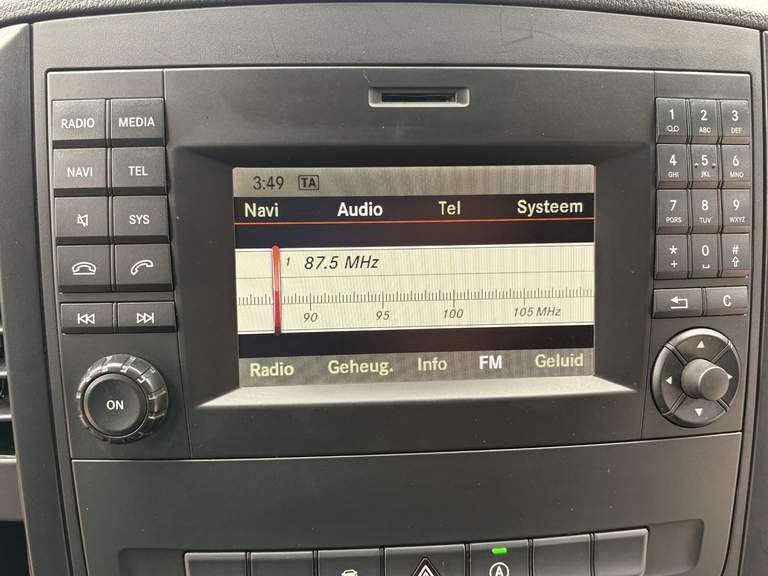 RADIO MEDIA
NAVI TEL
SYS
ON
3:49 TA
Navi Audio Tel Systeem
1 87.5 MHz
90 95 100 105 MHz
Radio Geheug. Info FM Geluid
1 2 ABC 3 DEF
4 GHI 5 JKL 6 MNO
7 PQRS 8 TUV 9 WXYZ
* + 0 #
C
A